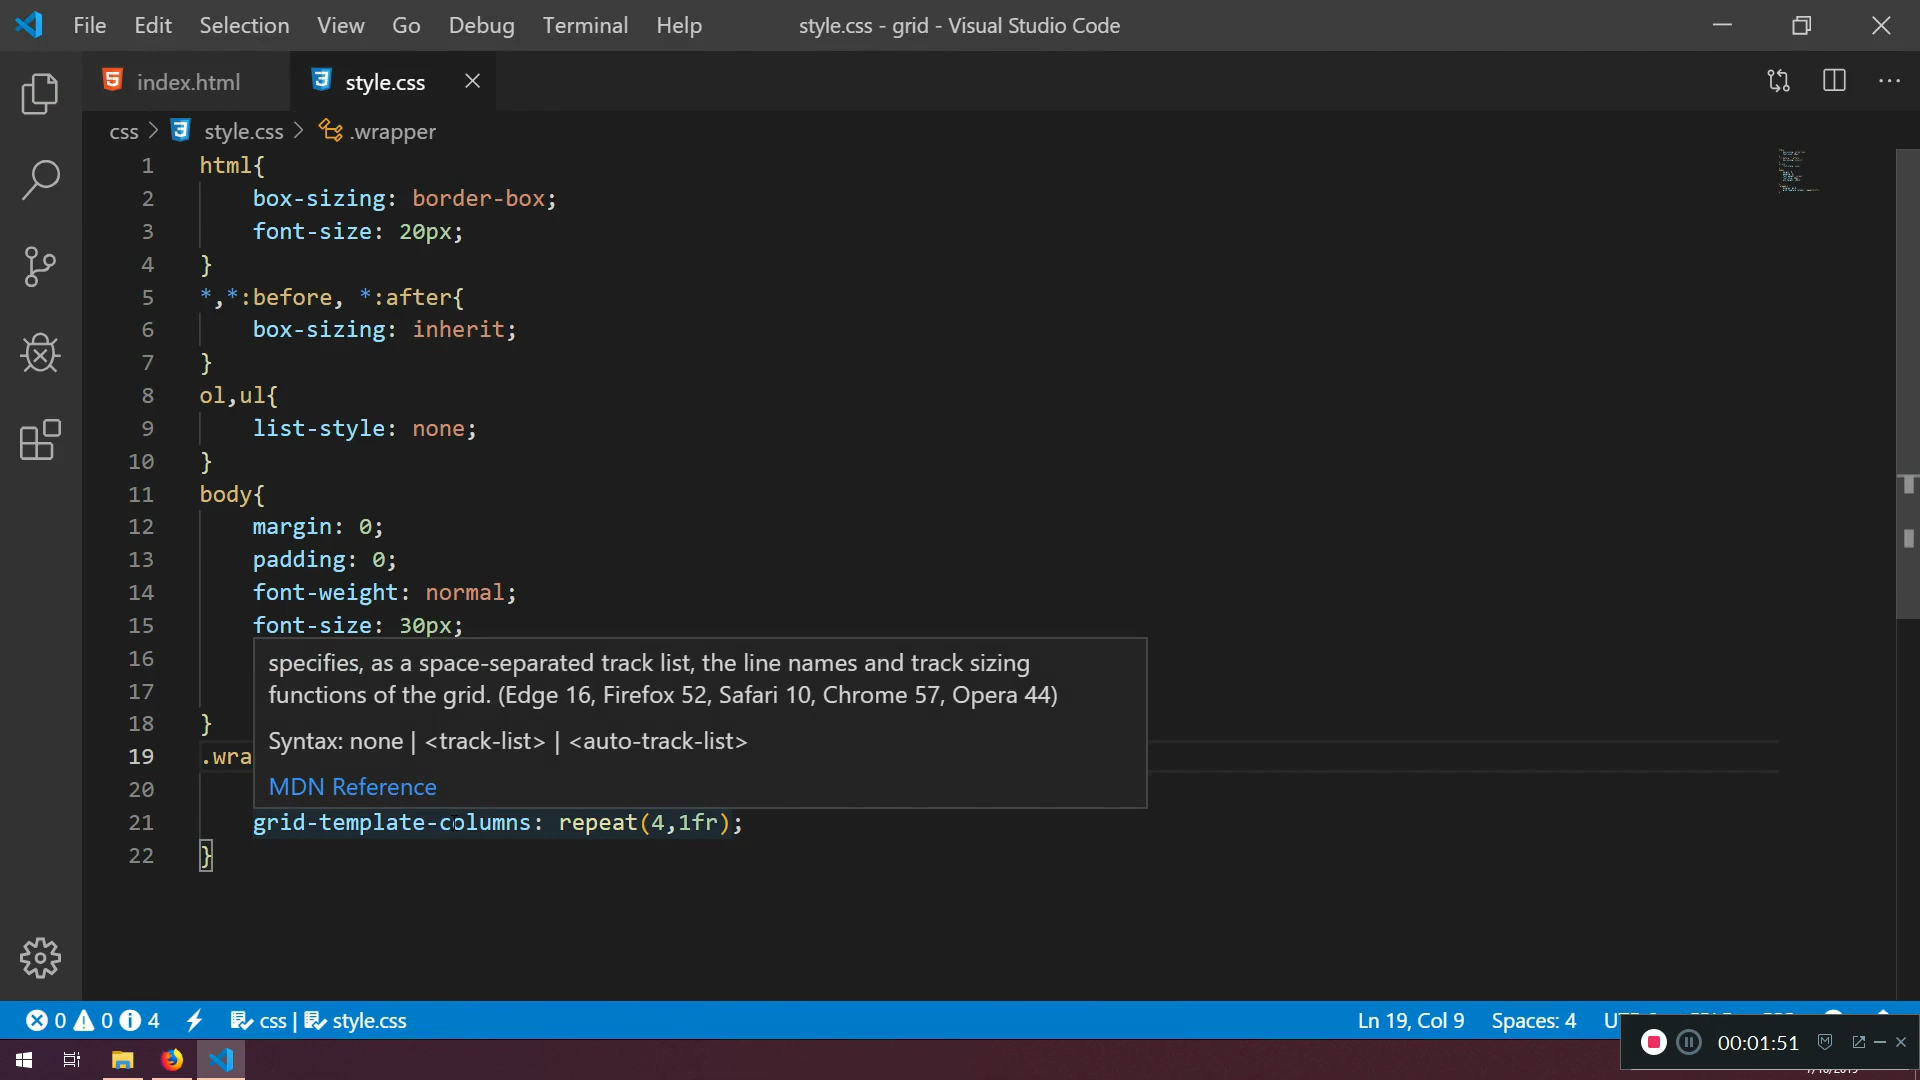 File Edit Selection View Go Debug Terminal Help style.css - grid - Visual Studio Code
index.html style.css
css > style.css > .wrapper
1 html{
2 box-sizing: border-box;
3 font-size: 20px;
4 }
5 *,*:before, *:after{
6 box-sizing: inherit;
7 }
8 ol,ul{
9 list-style: none;
10 }
11 body{
12 margin: 0;
13 padding: 0;
14 font-weight: normal;
15 font-size: 30px;
16
17
18 }
19 .wra
20
specifies, as a space-separated track list, the line names and track sizing
functions of the grid. (Edge 16, Firefox 52, Safari 10, Chrome 57, Opera 44)
Syntax: none | <track-list> | <auto-track-list>
MDN Reference
21 grid-template-columns: repeat(4,1fr);
22 }
0 0 4 css | style.css Ln 19, Col 9 Spaces: 4
00:01:51